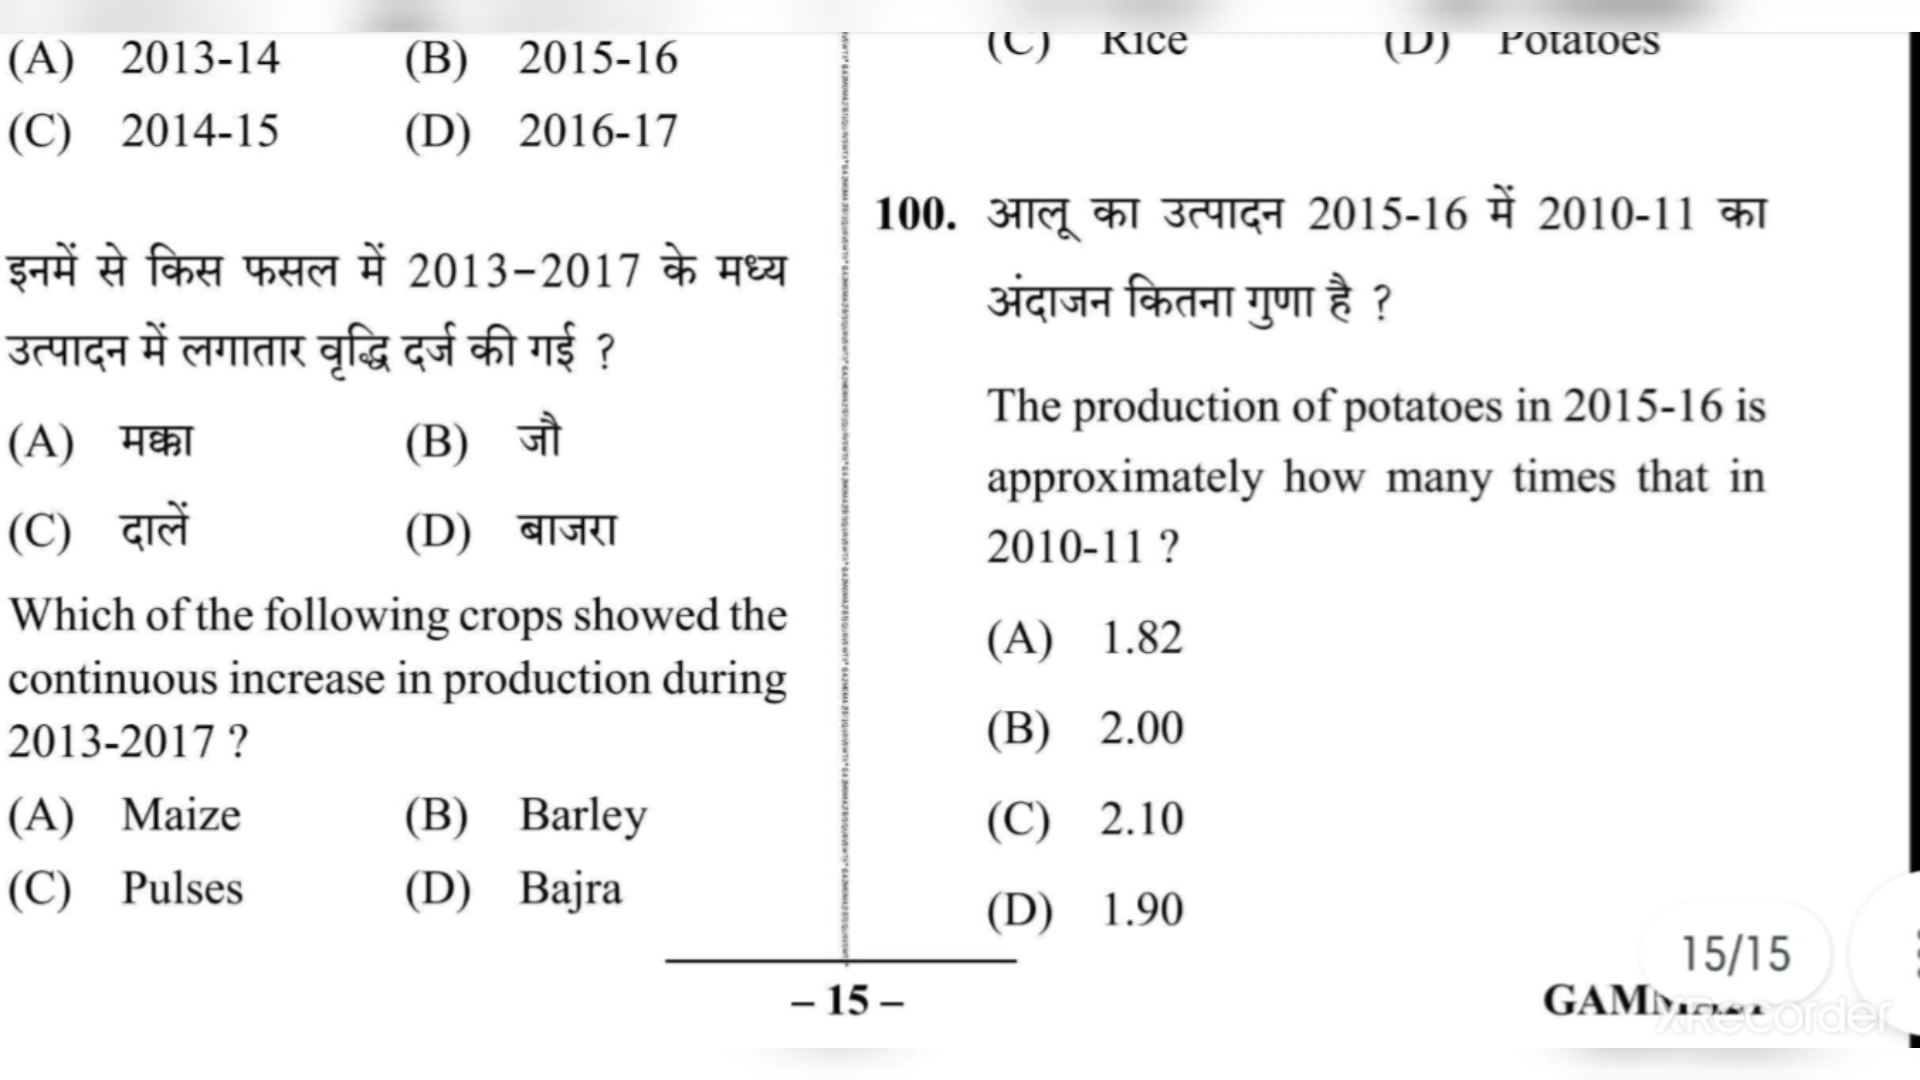 (A) 2013-14 (B) 2015-16
(C) 2014-15 (D) 2016-17
इनमें से किस फसल में 2013-2017 के मध्य
उत्पादन में लगातार वृद्धि दर्ज की गई ?
(A) मक्का (B) जौ
(C) दालें (D) बाजरा
Which of the following crops showed the
continuous increase in production during
2013-2017 ?
(A) Maize (B) Barley
(C) Pulses (D) Bajra
(C) Rice (D) Potatoes
100. आलू का उत्पादन 2015-16 में 2010-11 का
अंदाजन कितना गुणा है ?
The production of potatoes in 2015-16 is
approximately how many times that in
2010-11 ?
(A) 1.82
(B) 2.00
(C) 2.10
(D) 1.90
15/15
– 15 –
XRecorder